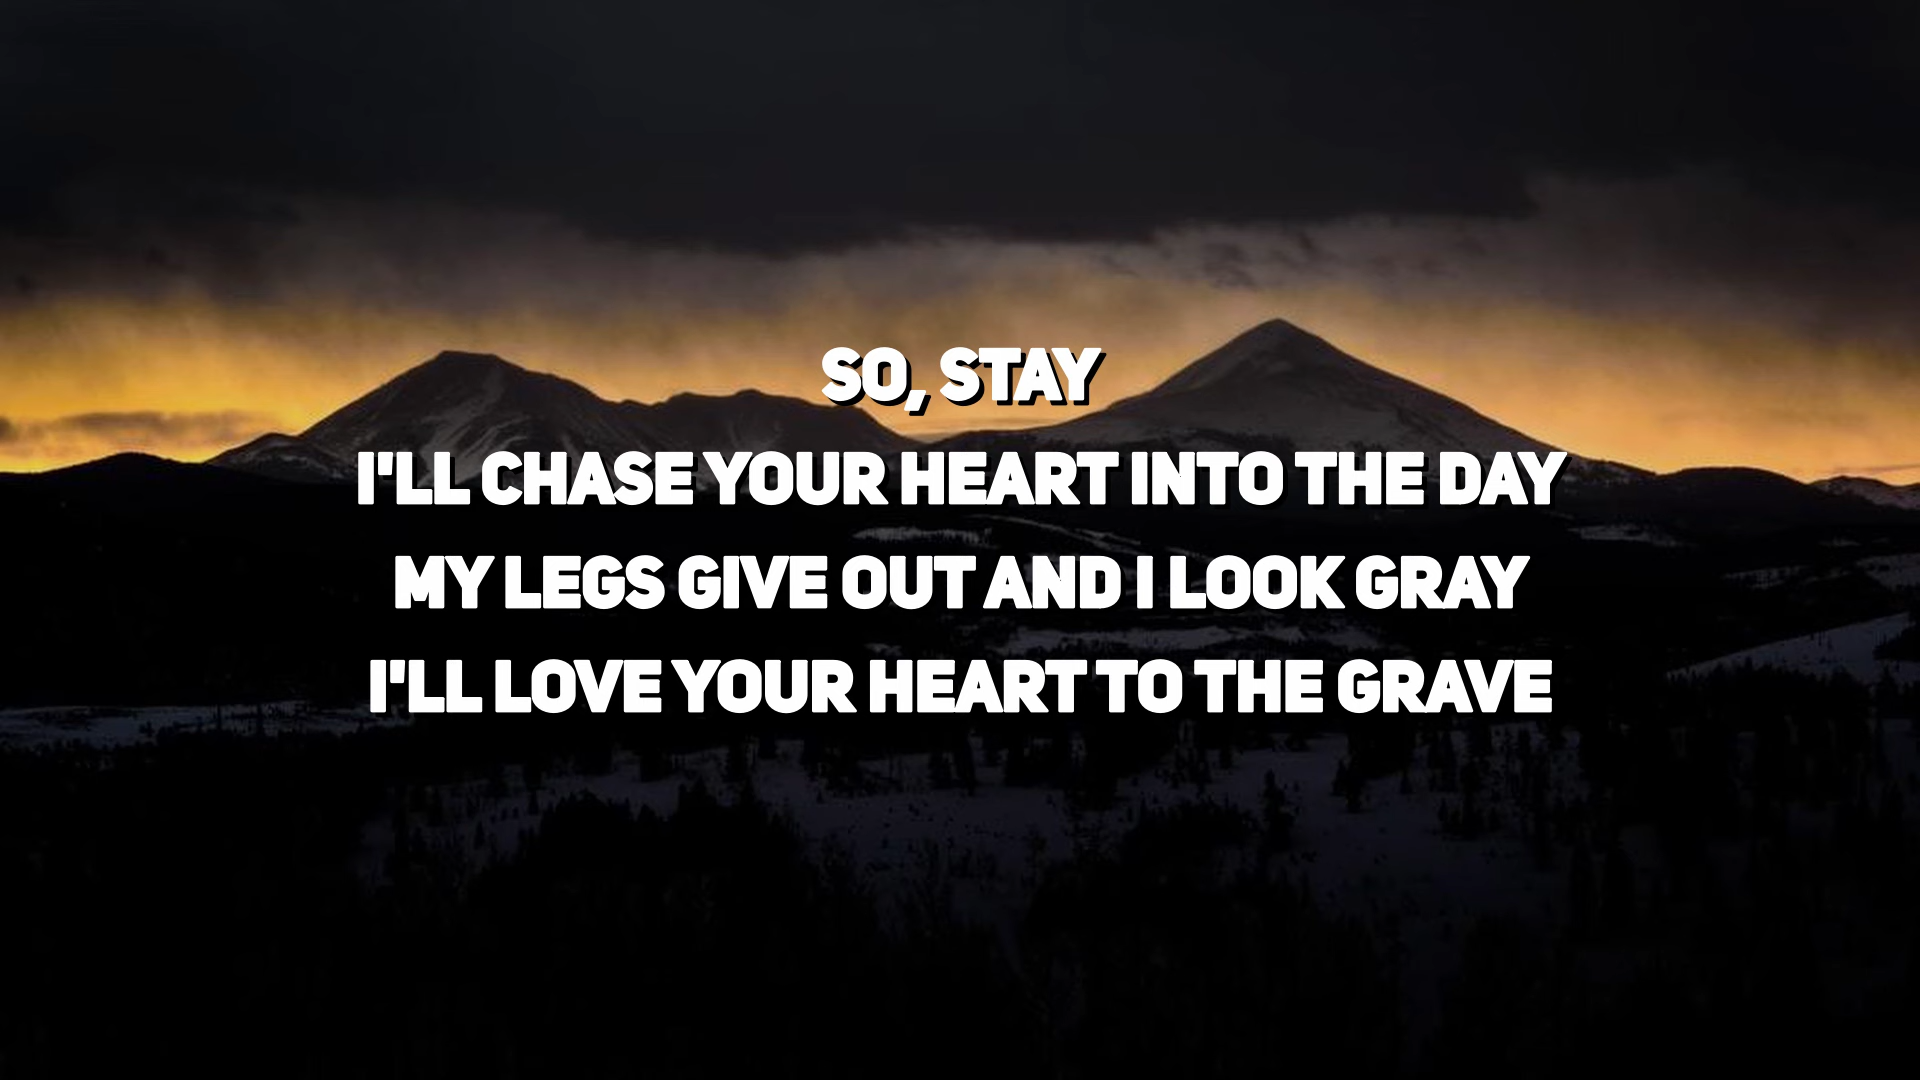 SO, STAY
I'LL CHASE YOUR HEART INTO THE DAY
MY LEGS GIVE OUT AND I LOOK GRAY
I'LL LOVE YOUR HEART TO THE GRAVE